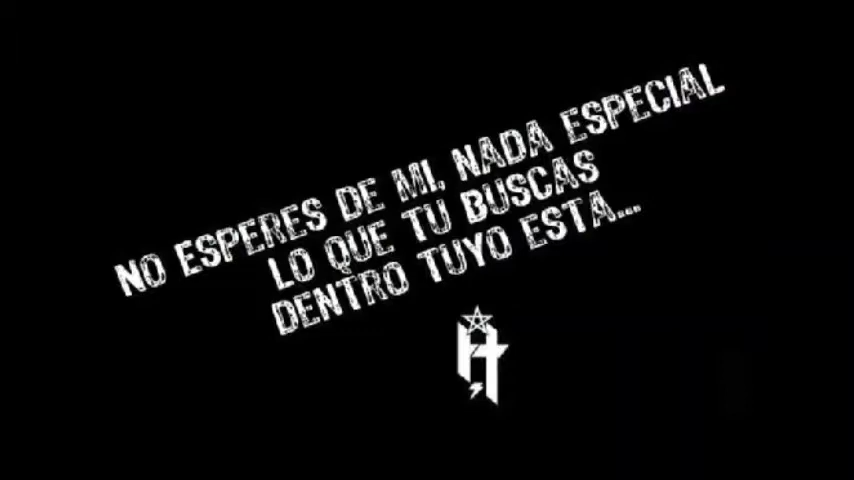 NO ESPERES DE MI, NADA ESPECIAL
LO QUE TU BUSCAS
DENTRO TUYO ESTA...